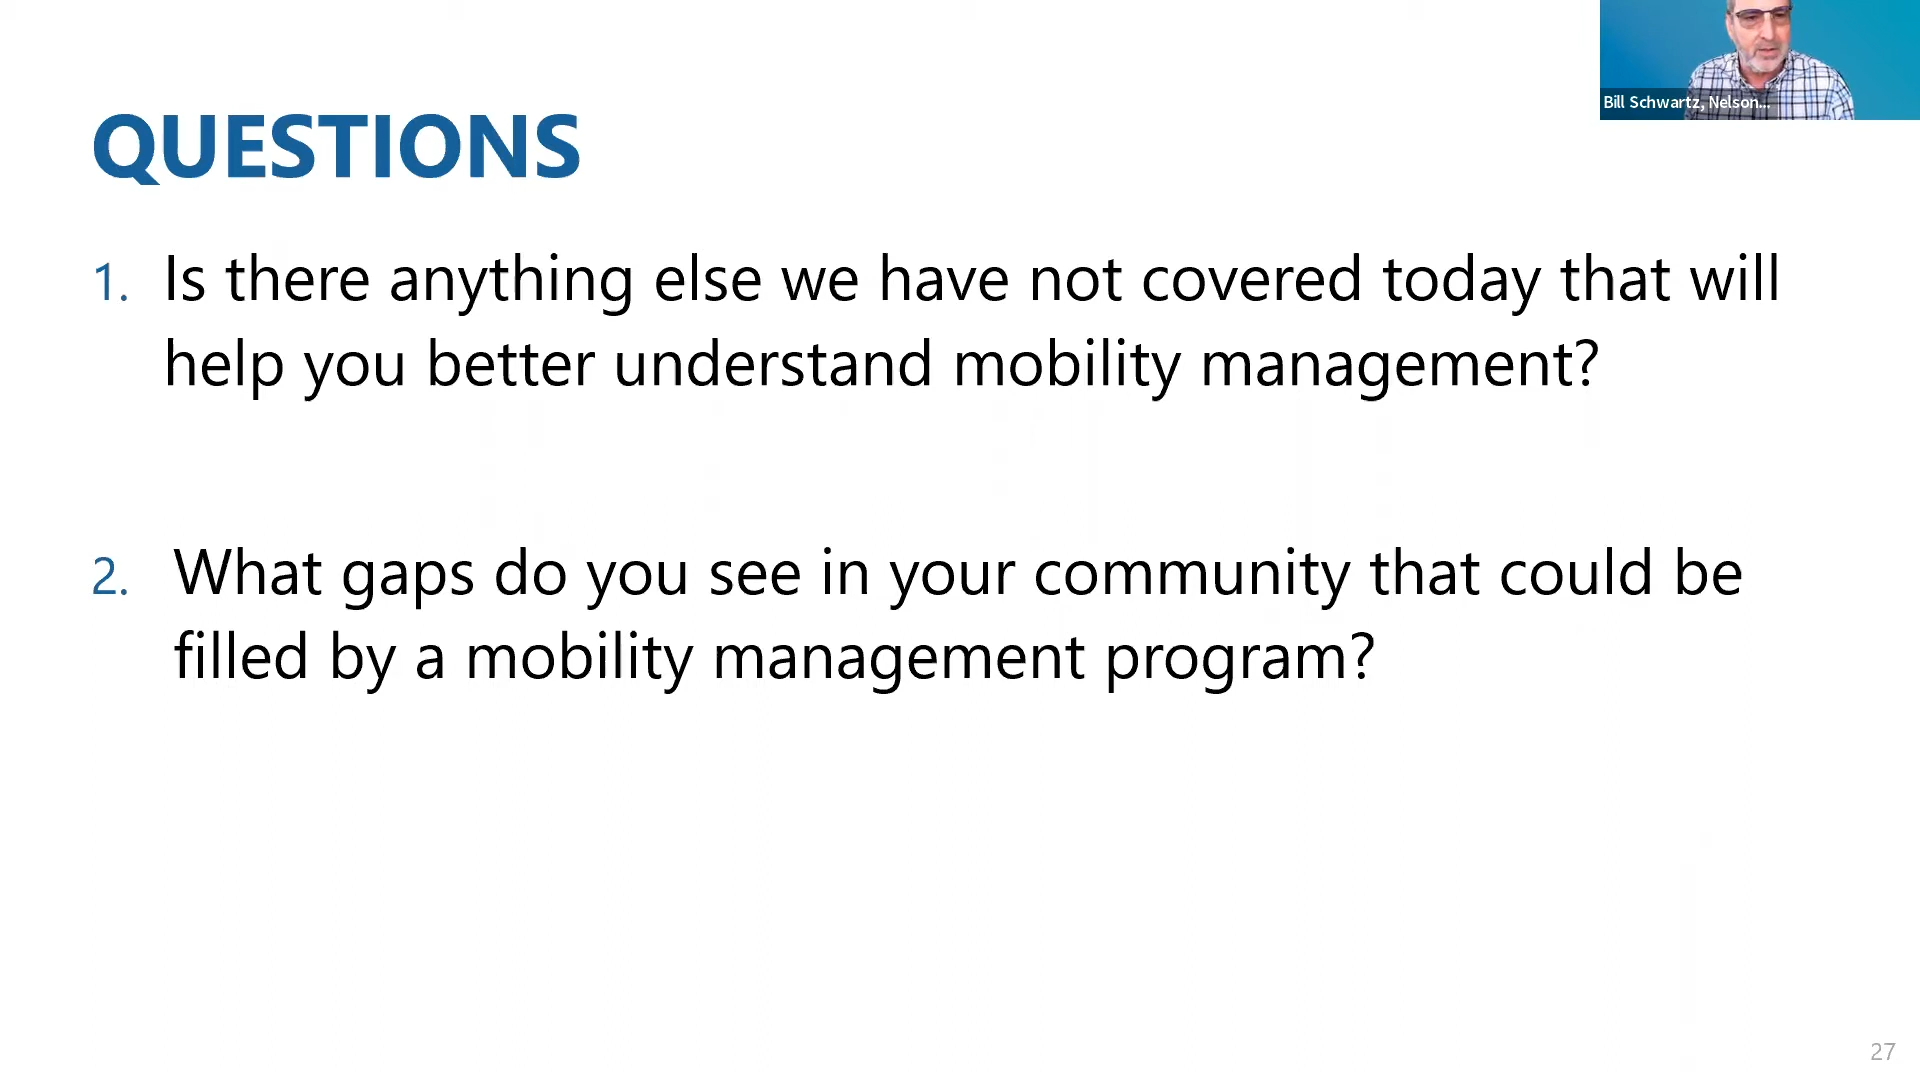 Bill Schwartz, Nelson...
QUESTIONS
1. Is there anything else we have not covered today that will
help you better understand mobility management?
2. What gaps do you see in your community that could be
filled by a mobility management program?
27